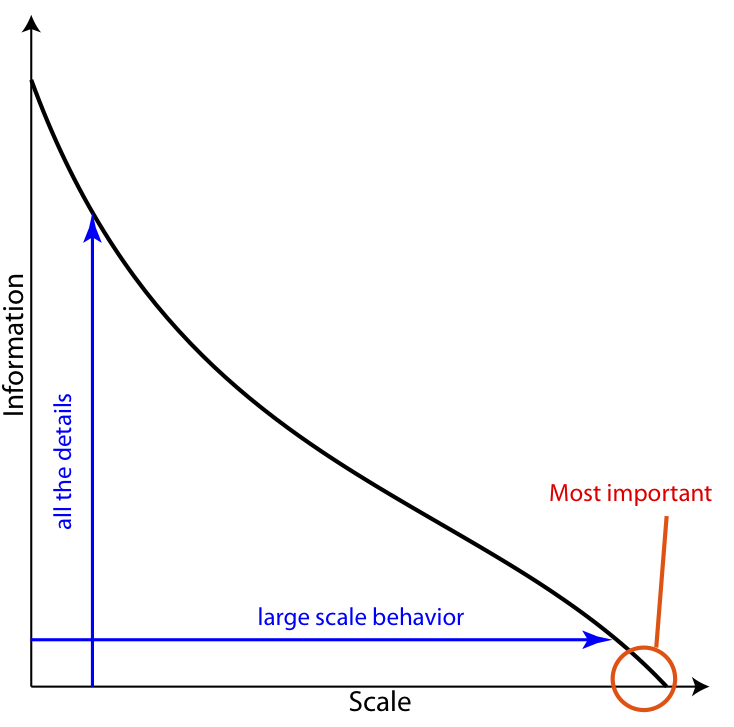 Information
all the details
Most important
large scale behavior
Scale